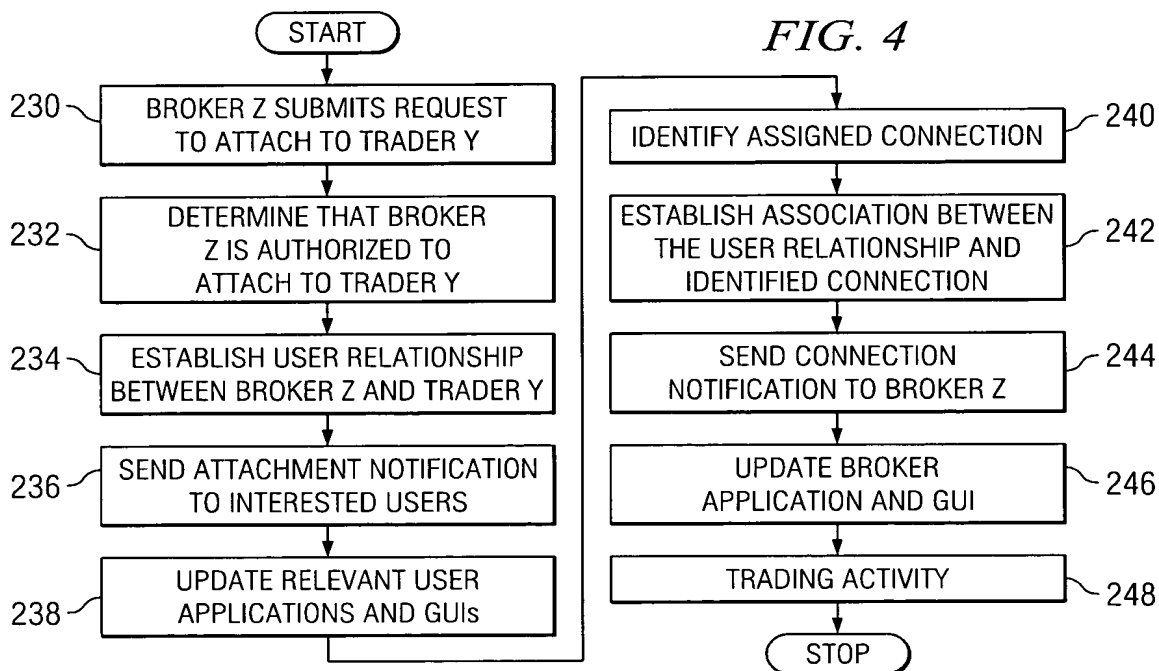 FIG. 4
START
230
BROKER Z SUBMITS REQUEST
TO ATTACH TO TRADER Y
232
DETERMINE THAT BROKER
Z IS AUTHORIZED TO
ATTACH TO TRADER Y
234
ESTABLISH USER RELATIONSHIP
BETWEEN BROKER Z AND TRADER Y
236
SEND ATTACHMENT NOTIFICATION
TO INTERESTED USERS
238
UPDATE RELEVANT USER
APPLICATIONS AND GUIs
IDENTIFY ASSIGNED CONNECTION
240
ESTABLISH ASSOCIATION BETWEEN
THE USER RELATIONSHIP AND
IDENTIFIED CONNECTION
242
SEND CONNECTION
NOTIFICATION TO BROKER Z
244
UPDATE BROKER
APPLICATION AND GUI
246
TRADING ACTIVITY
248
STOP